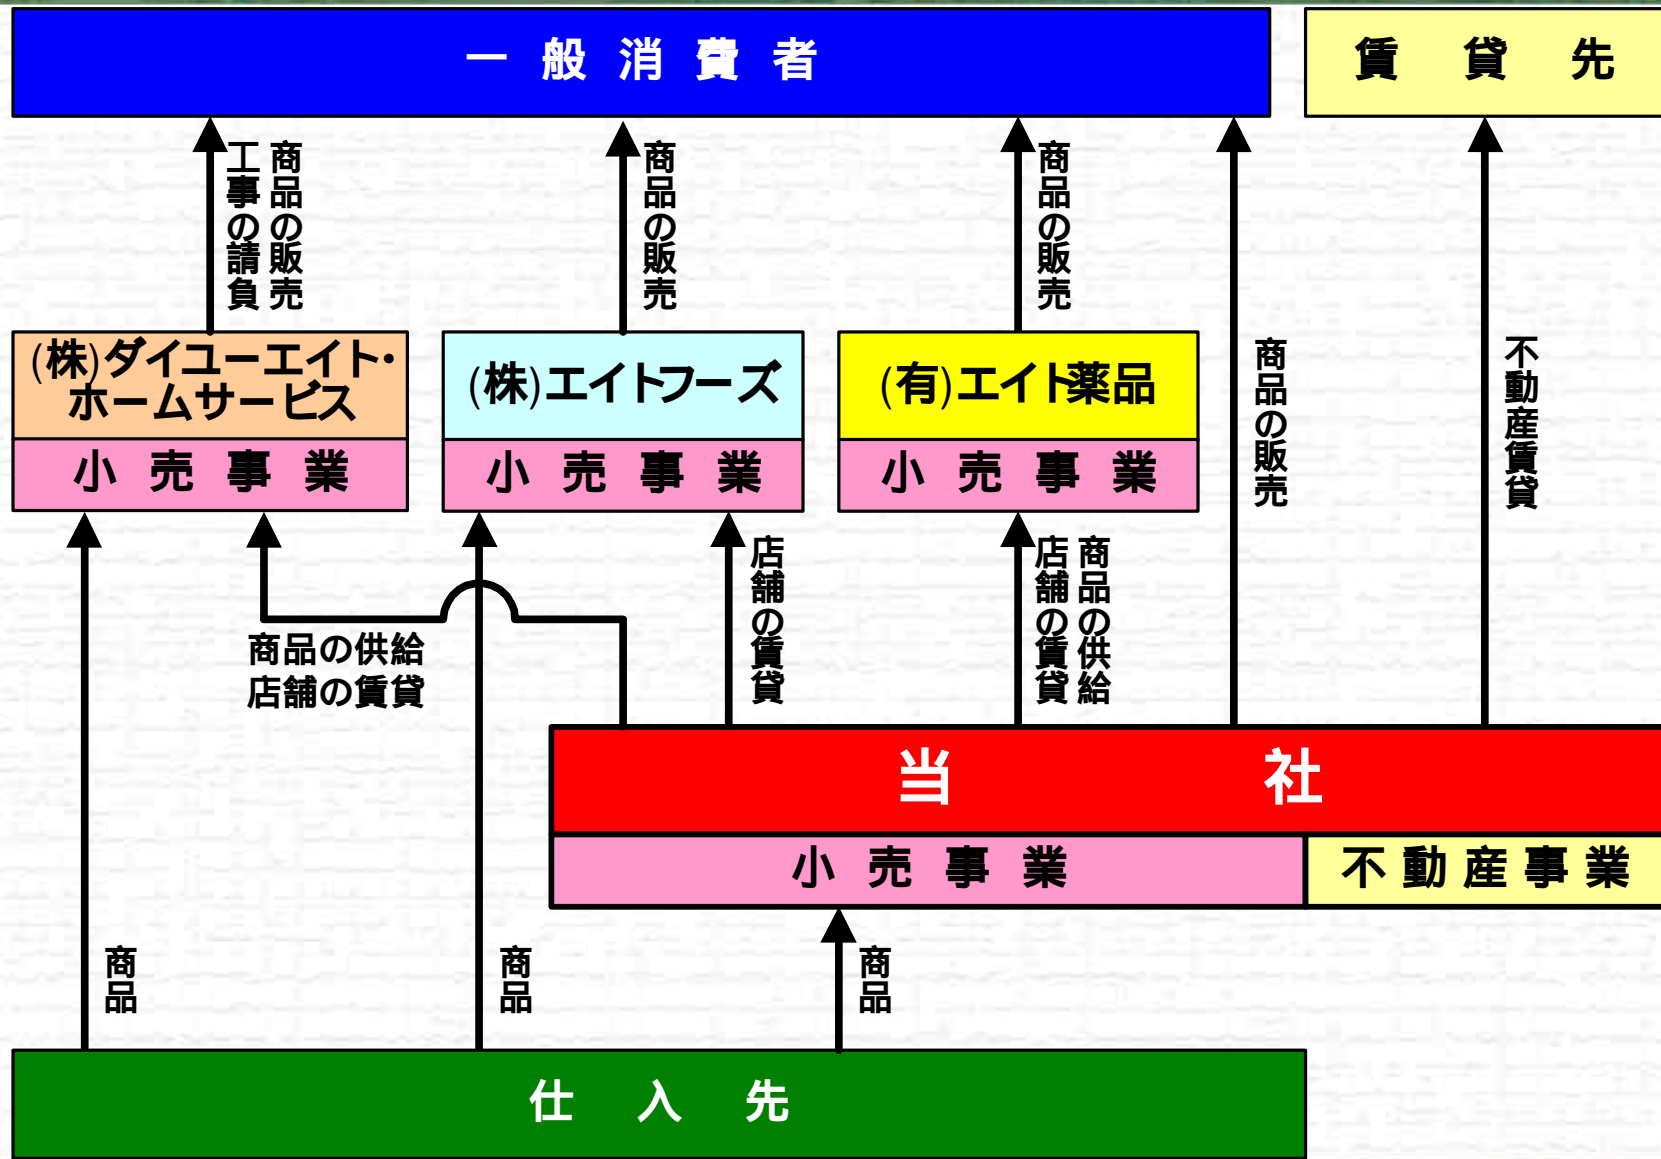 一般消費者
賃貸先
商品の販売
工事の請負
商品の販売
商品の販売
商品の販売
不動産賃貸
(株)ダイユーエイト・
ホームサービス
小売事業
(株)エイトフーズ
小売事業
(有)エイト薬品
小売事業
商品の供給
店舗の賃貸
店舗の賃貸
商品の供給
店舗の賃貸
当社
小売事業
不動産事業
商品
商品
商品
仕入先